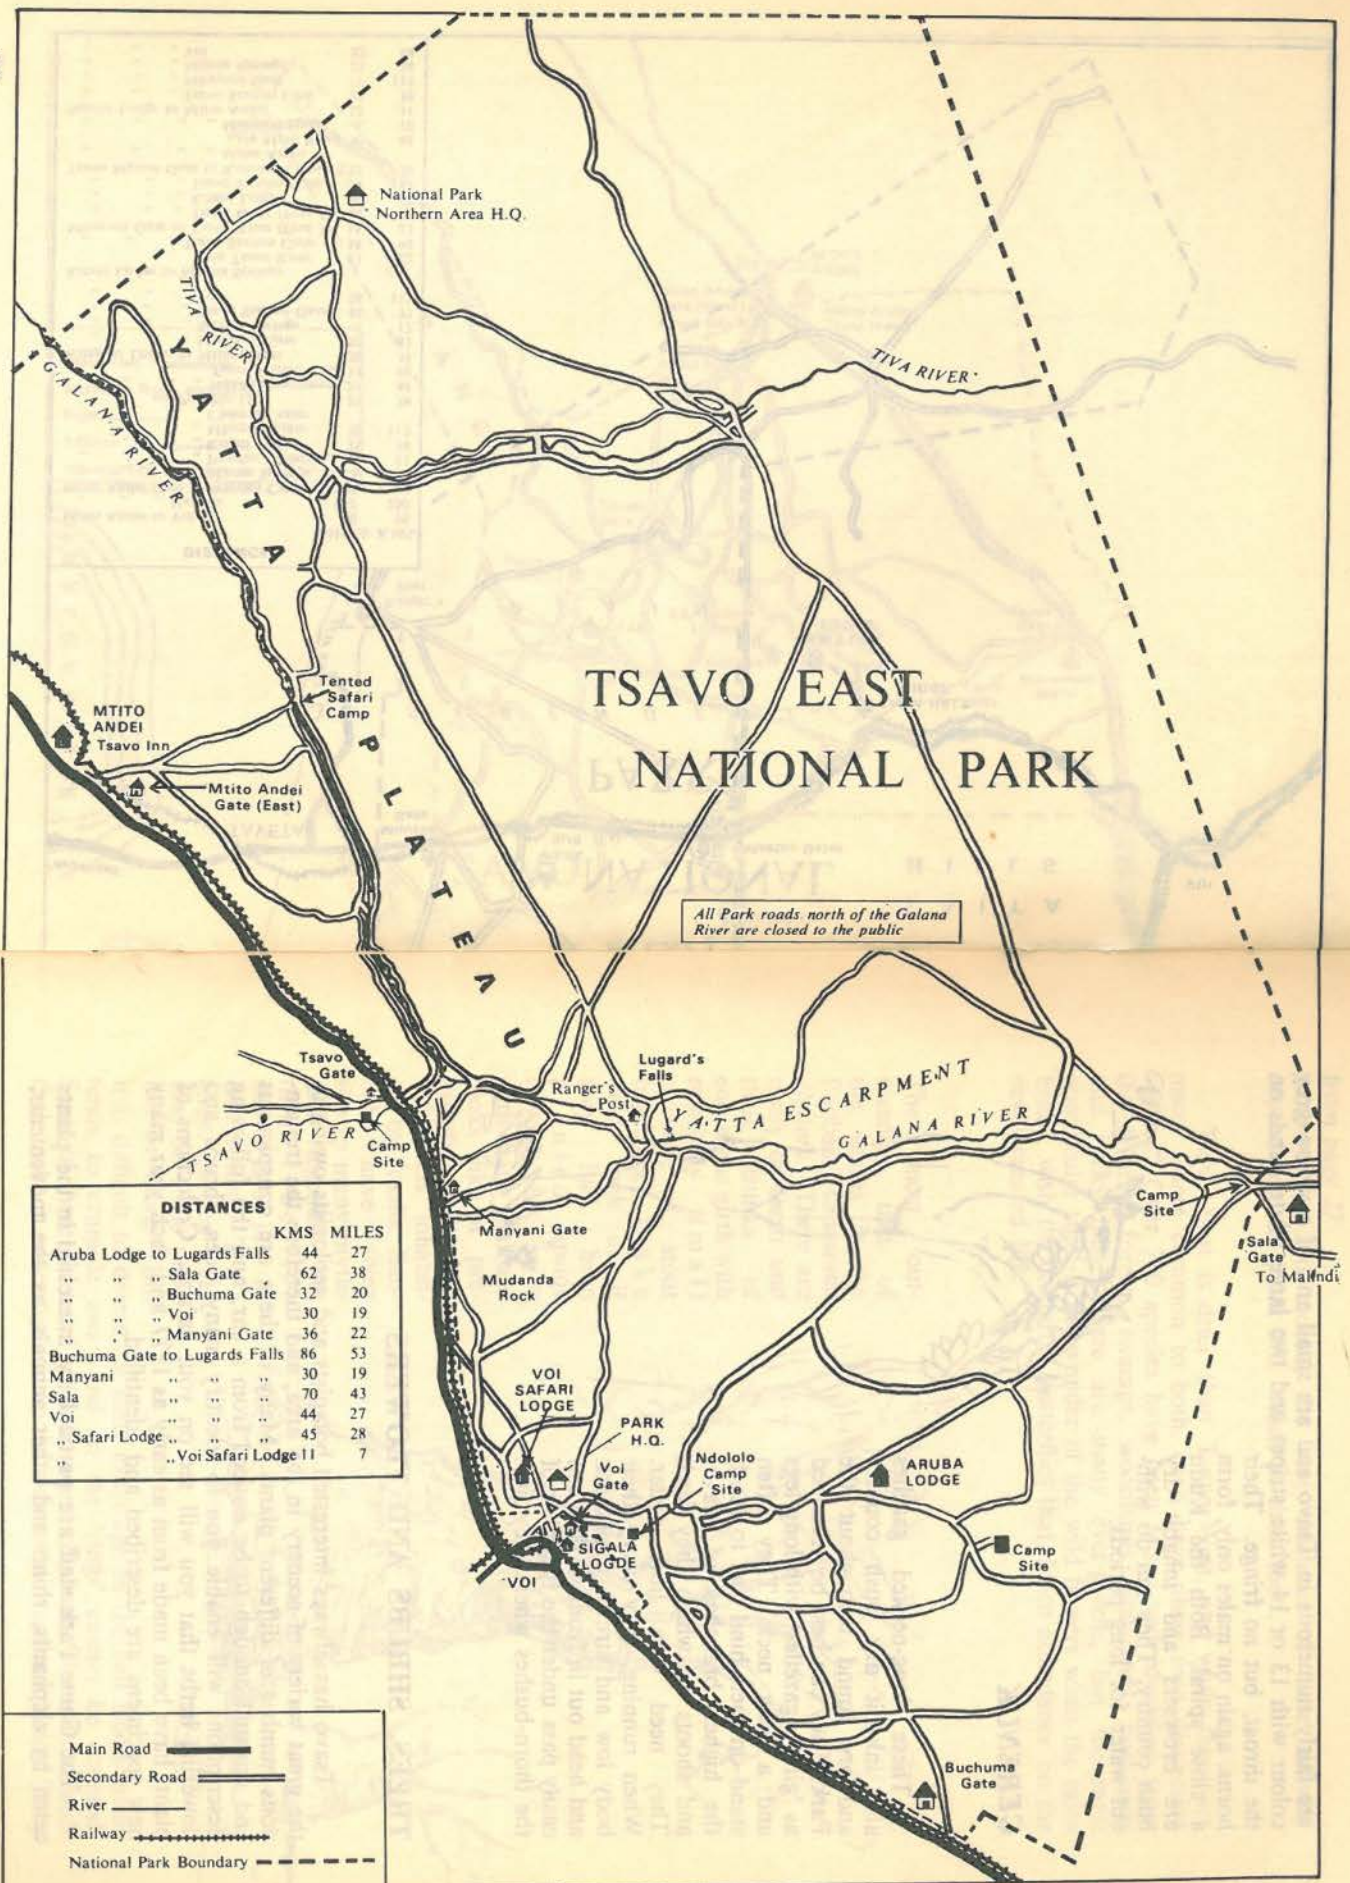 National Park
Northern Area H.Q.
TIVA RIVER
TIVA RIVER
GALANA RIVER
YATTA PLATEAU
Tented
Safari
Camp
MTITO
ANDEI
Tsavo Inn
Mtito Andei
Gate (East)
TSAVO EAST
NATIONAL PARK
All Park roads north of the Galana
River are closed to the public
Tsavo
Gate
Lugard's
Falls
Ranger's
Post
YATTA ESCARPMENT
GALANA RIVER
TSAVO RIVER
Camp
Site
Camp
Site
Sala
Gate
To Malindi
Manyani Gate
Mudanda
Rock
DISTANCES
KMS MILES
Aruba Lodge to Lugards Falls 44 27
,, ,, ,, Sala Gate 62 38
,, ,, ,, Buchuma Gate 32 20
,, ,, ,, Voi 30 19
,, ,, ,, Manyani Gate 36 22
Buchuma Gate to Lugards Falls 86 53
Manyani ,, ,, ,, 30 19
Sala ,, ,, ,, 70 43
Voi ,, ,, ,, 44 27
,, Safari Lodge ,, ,, ,, 45 28
,, ,, Voi Safari Lodge 11 7
VOI
SAFARI
LODGE
PARK
H.Q.
Voi
Gate
Ndololo
Camp
Site
ARUBA
LODGE
SIGALA
LOGDE
VOI
Camp
Site
Buchuma
Gate
Main Road
Secondary Road
River
Railway
National Park Boundary